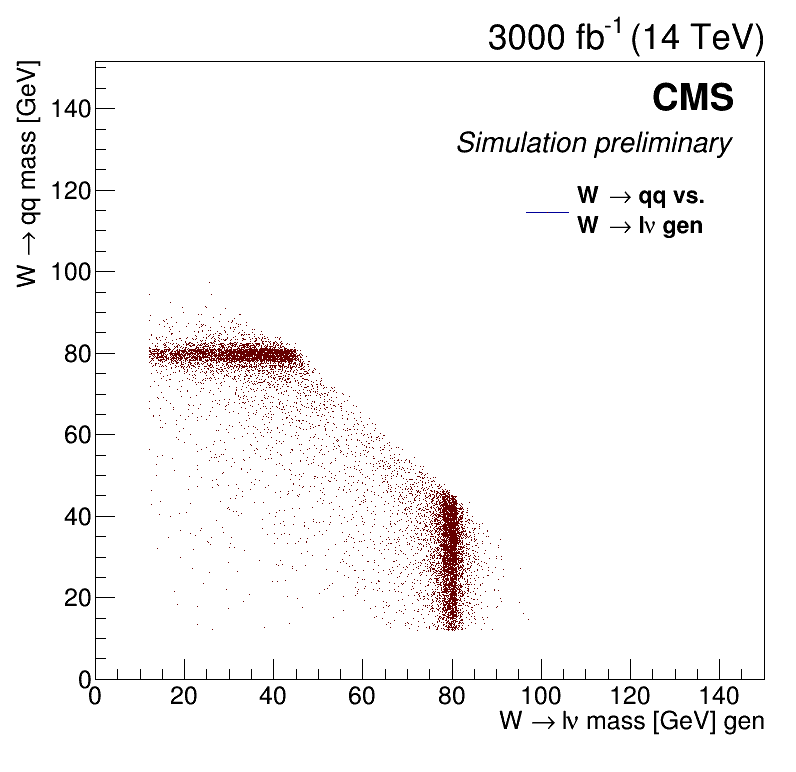 3000 fb⁻¹ (14 TeV)
CMS
Simulation preliminary
W → qq vs.
W → lν gen
W → qq mass [GeV]
140
120
100
80
60
40
20
0
0 20 40 60 80 100 120 140
W → lν mass [GeV] gen